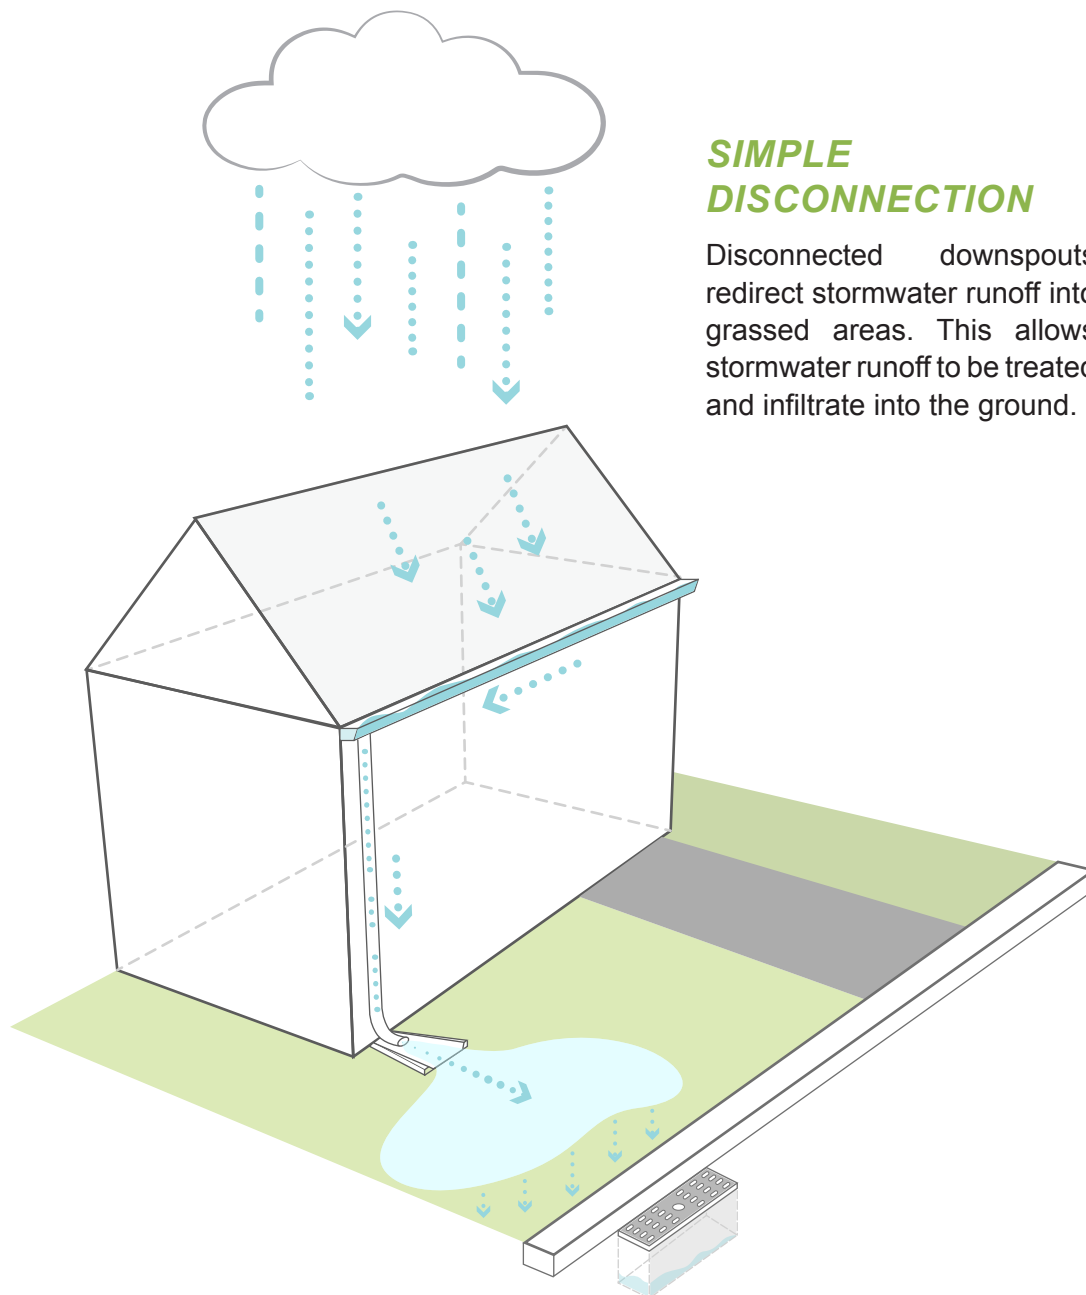 SIMPLE
DISCONNECTION
Disconnected downspouts
redirect stormwater runoff into
grassed areas. This allows
stormwater runoff to be treated
and infiltrate into the ground.